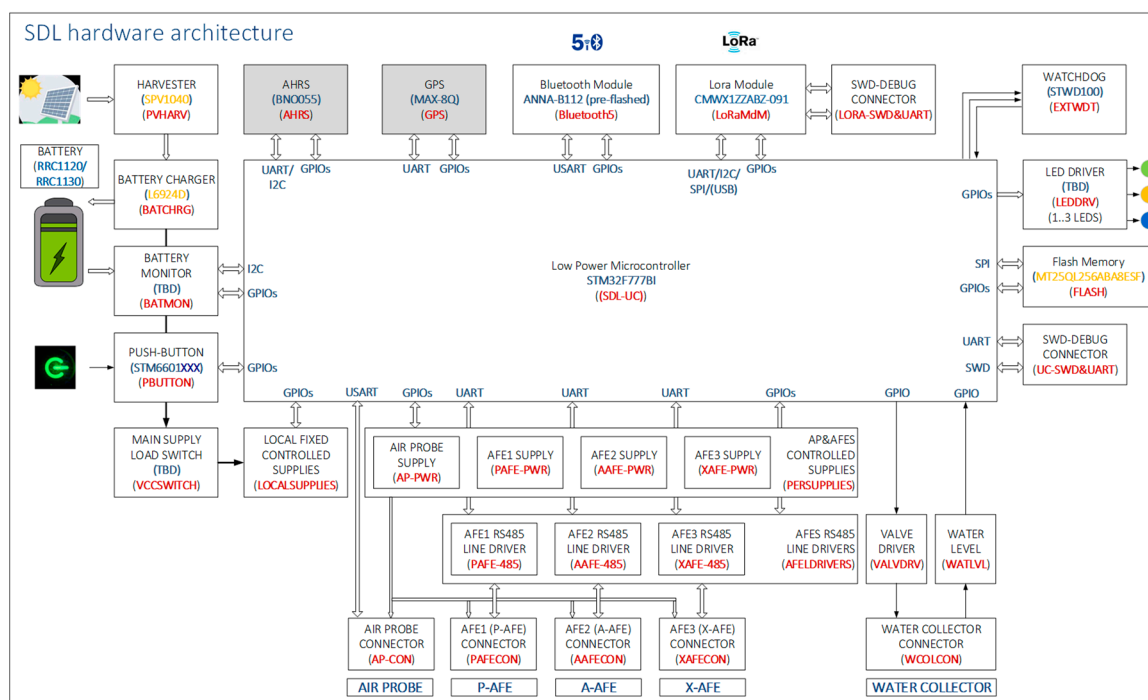 SDL hardware architecture
5
LoRa
HARVESTER
(SPV1040)
(PVHARV)
AHRS
(BNO055)
(AHRS)
GPS
(MAX-8Q)
(GPS)
Bluetooth Module
ANNA-B112 (pre-flashed)
(Bluetooth5)
Lora Module
CMWX1ZZABZ-091
(LoRaMdM)
SWD-DEBUG
CONNECTOR
(LORA-SWD&UART)
WATCHDOG
(STWD100)
(EXTWDT)
BATTERY
(RRC1120/
RRC1130)
BATTERY CHARGER
(L6924D)
(BATCHRG)
UART/
I2C
GPIOs
UART
GPIOs
USART
GPIOs
UART/I2C/
SPI/(USB)
GPIOs
GPIOs
LED DRIVER
(TBD)
(LEDDRV)
(1..3 LEDS)
BATTERY
MONITOR
(TBD)
(BATMON)
I2C
GPIOs
Low Power Microcontroller
STM32F777BI
((SDL-UC))
SPI
GPIOs
Flash Memory
(MT25QL256ABA8ESF)
(FLASH)
PUSH-BUTTON
(STM6601XXX)
(PBUTTON)
GPIOs
UART
SWD
SWD-DEBUG
CONNECTOR
(UC-SWD&UART)
GPIOs
USART
GPIOs
UART
UART
UART
GPIOs
GPIO
GPIO
MAIN SUPPLY
LOAD SWITCH
(TBD)
(VCCSWITCH)
LOCAL FIXED
CONTROLLED
SUPPLIES
(LOCALSUPPLIES)
AIR PROBE
SUPPLY
(AP-PWR)
AFE1 SUPPLY
(PAFE-PWR)
AFE2 SUPPLY
(AAFE-PWR)
AFE3 SUPPLY
(XAFE-PWR)
AP&AFES
CONTROLLED
SUPPLIES
(PERSUPPLIES)
AFE1 RS485
LINE DRIVER
(PAFE-485)
AFE2 RS485
LINE DRIVER
(AAFE-485)
AFE3 RS485
LINE DRIVER
(XAFE-485)
AFES RS485
LINE DRIVERS
(AFELDRIVERS)
VALVE
DRIVER
(VALVDRV)
WATER
LEVEL
(WATLVL)
AIR PROBE
CONNECTOR
(AP-CON)
AFE1 (P-AFE)
CONNECTOR
(PAFECON)
AFE2 (A-AFE)
CONNECTOR
(AAFECON)
AFE3 (X-AFE)
CONNECTOR
(XAFECON)
WATER COLLECTOR
CONNECTOR
(WCOLCON)
AIR PROBE
P-AFE
A-AFE
X-AFE
WATER COLLECTOR